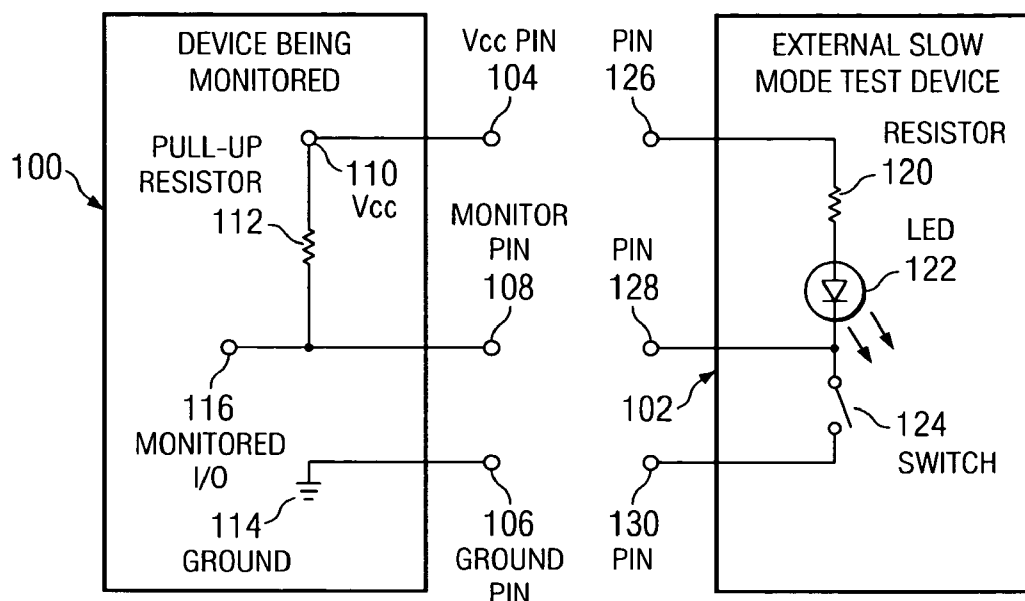 DEVICE BEING
MONITORED
Vcc PIN
104
PIN
126
EXTERNAL SLOW
MODE TEST DEVICE
100
PULL-UP
RESISTOR
112
110
Vcc
MONITOR
PIN
108
PIN
128
RESISTOR
120
LED
122
116
MONITORED
I/O
114
GROUND
106
GROUND
PIN
130
PIN
102
124
SWITCH